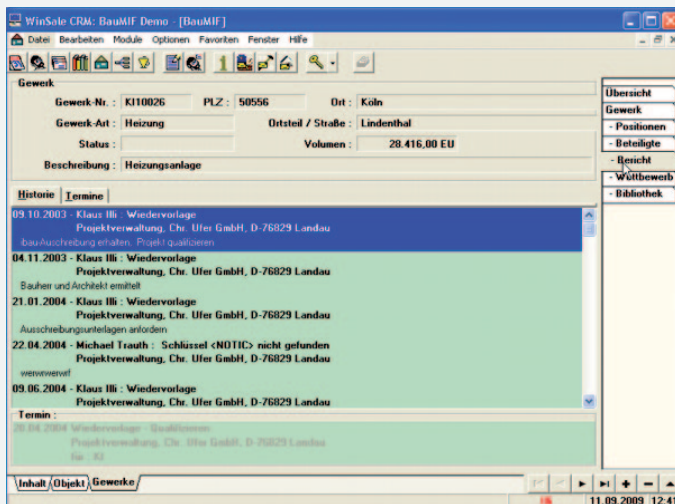 WinSale CRM: BauMIF Demo - [BauMIF]
Datei Bearbeiten Module Optionen Favoriten Fenster Hilfe
Gewerk
Gewerk-Nr. : KI10026 PLZ : 50556 Ort : Köln
Gewerk-Art : Heizung Ortsteil / Straße : Lindenthal
Status : Volumen : 28.416,00 EU
Beschreibung : Heizungsanlage
Übersicht
Gewerk
- Positionen
- Beteiligte
- Bericht
- Wettbewerb
- Bibliothek
Historie Termine
09.10.2003 - Klaus Illi : Wiedervorlage
Projektverwaltung, Chr. Ufer GmbH, D-76829 Landau
ibau-Ausschreibung erhalten. Projekt qualifizieren
04.11.2003 - Klaus Illi : Wiedervorlage
Projektverwaltung, Chr. Ufer GmbH, D-76829 Landau
Bauherr und Architekt ermittelt
21.01.2004 - Klaus Illi : Wiedervorlage
Projektverwaltung, Chr. Ufer GmbH, D-76829 Landau
Ausschreibungsunterlagen anfordern
22.04.2004 - Michael Trauth : Schlüssel <NOTIC> nicht gefunden
Projektverwaltung, Chr. Ufer GmbH, D-76829 Landau
09.06.2004 - Klaus Illi : Wiedervorlage
Projektverwaltung, Chr. Ufer GmbH, D-76829 Landau
Termin :
28.04.2004 Wiedervorlage - Qualifizieren
Projektverwaltung, Chr. Ufer GmbH, D-76829 Landau
für : KI
Inhalt Objekt Gewerke
11.09.2009 12:41